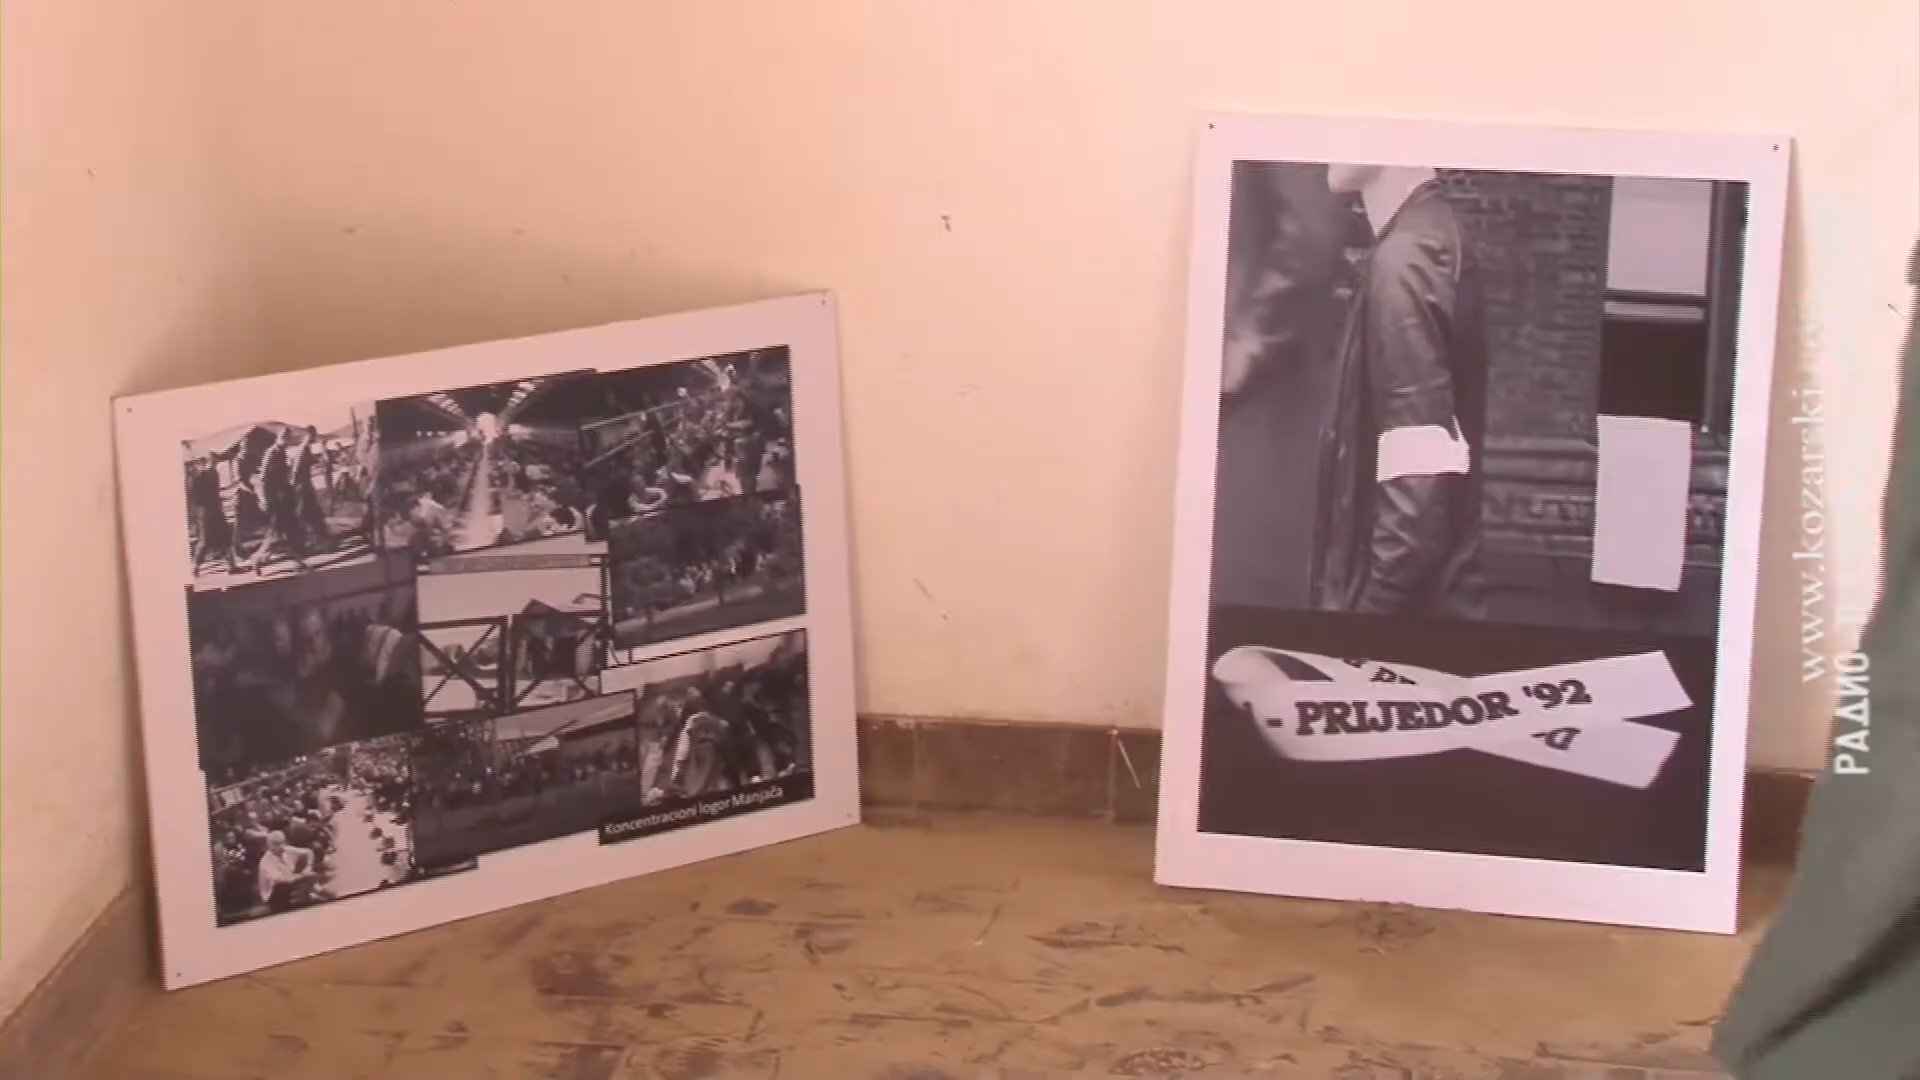 Koncentracioni logor Manjača
- PRIJEDOR '92
www.kozarski
РАДИО